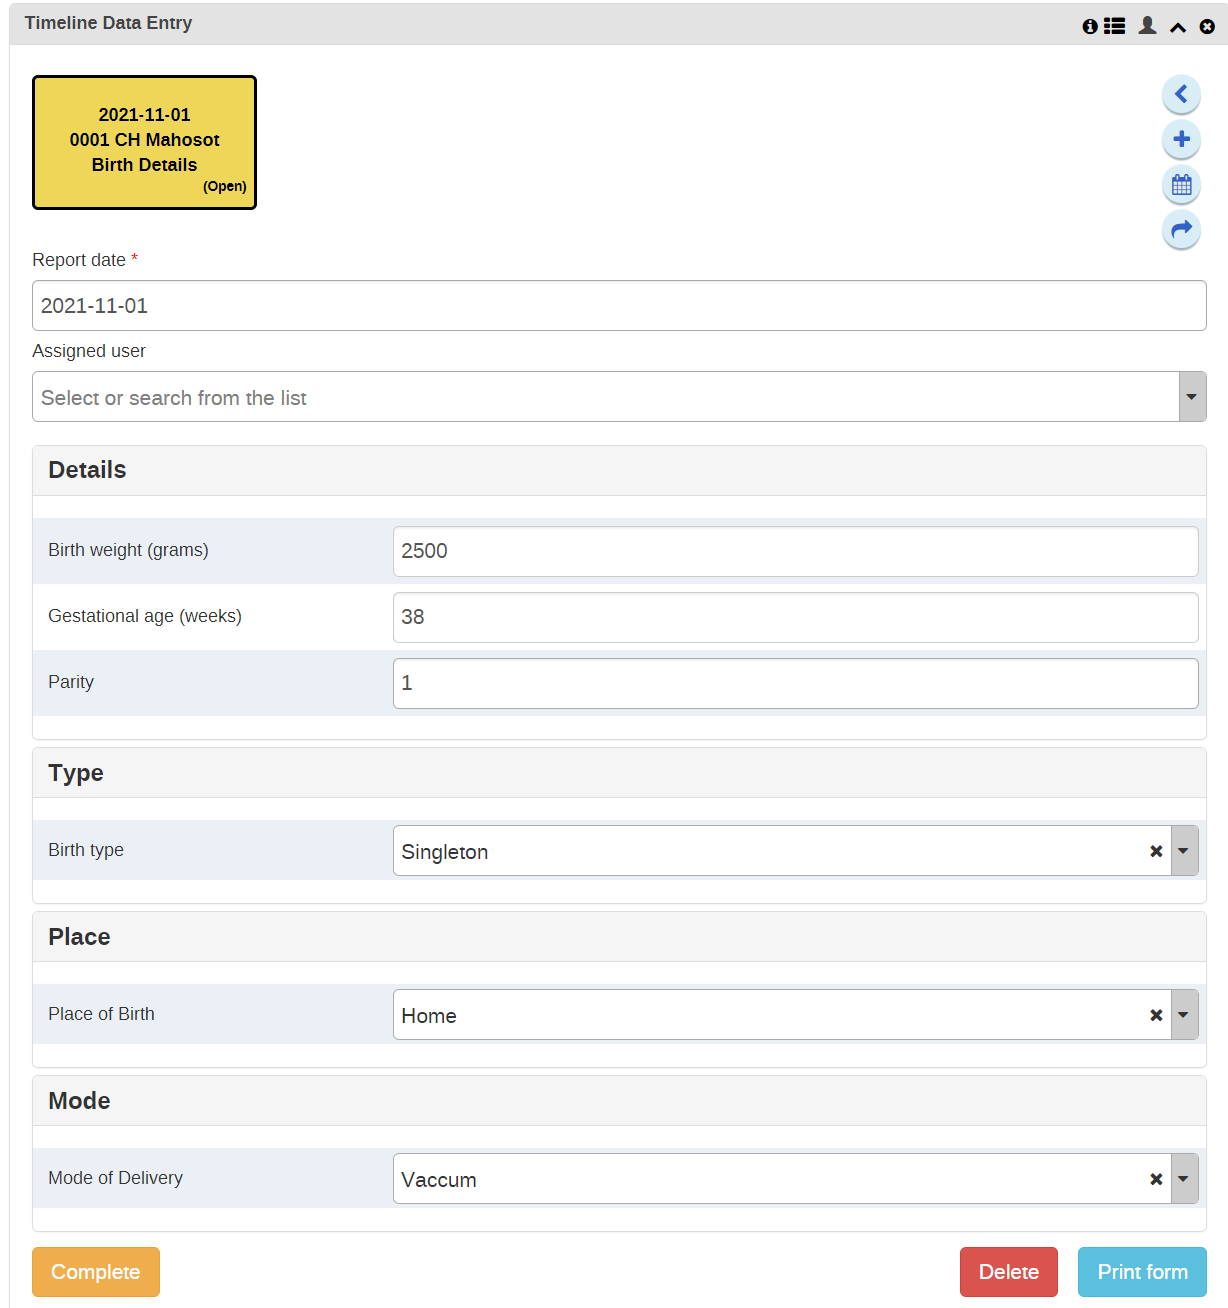 Timeline Data Entry
2021-11-01
0001 CH Mahosot
Birth Details
(Open)
Report date *
2021-11-01
Assigned user
Select or search from the list
Details
Birth weight (grams)
2500
Gestational age (weeks)
38
Parity
1
Type
Birth type
Singleton
Place
Place of Birth
Home
Mode
Mode of Delivery
Vaccum
Complete
Delete
Print form